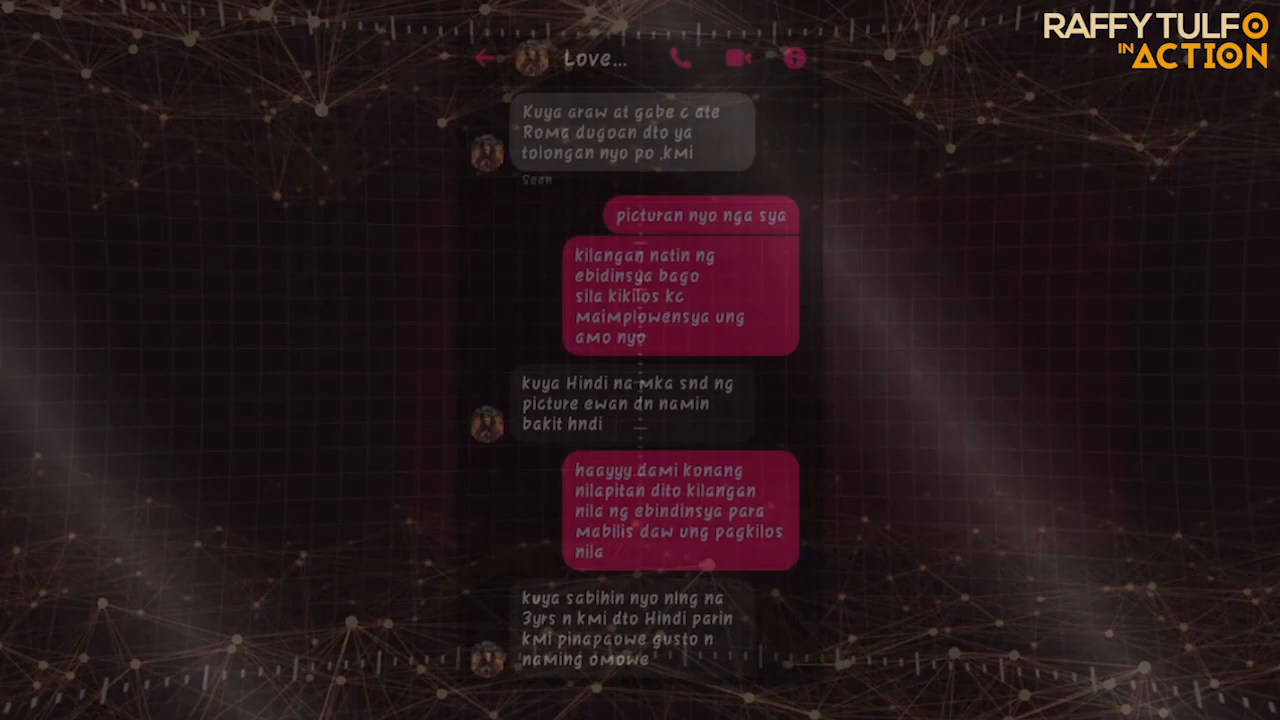 RAFFY TULFO
IN ACTION
Love...
Kuya araw at gabe c ate
Roma dugoan dto ya
tolongan nyo po .kmi
Seen
picturan nyo nga sya
kilangan natin ng
ebidinsya bago
sila kikilos kc
maimplowensya ung
amo nyo
kuya Hindi na mka snd ng
picture ewan dn namin
bakit hndi
haayyy dami konang
nilapitan dito kilangan
nila ng ebindinsya para
mabilis daw ung pagkilos
nila
kuya sabihin nyo nlng na
3yrs n kmi dto Hindi parin
kmi pinapaowe gusto n
naming omowe